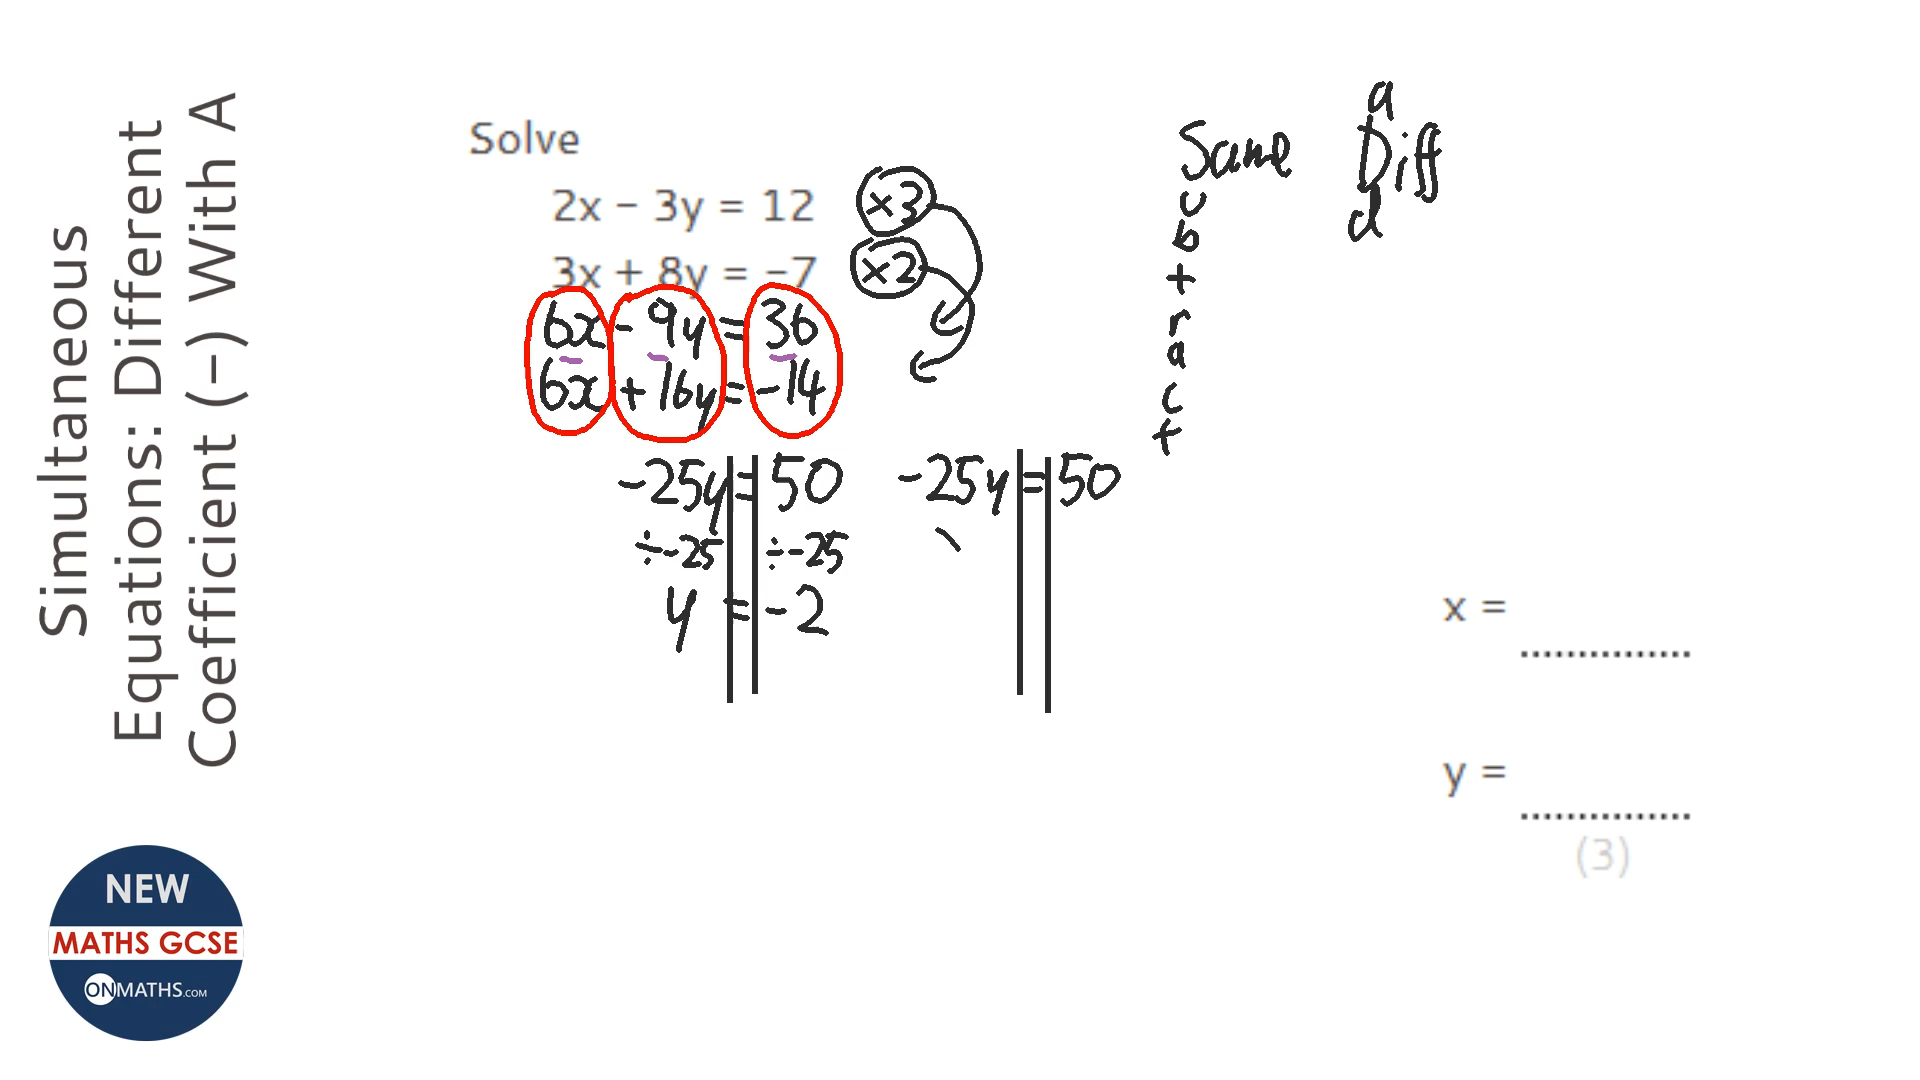 Simultaneous
Equations: Different
Coefficient (−) With A
Solve
2x − 3y = 12 ×3
3x + 8y = −7 ×2
6x - 9y = 36
6x + 16y = -14
-25y = 50
÷-25 ÷-25
y = -2
-25y = 50
Same
u
b
t
r
a
c
t
a
Diff
d
x =
y =
(3)
NEW
MATHS GCSE
ONMATHS.COM